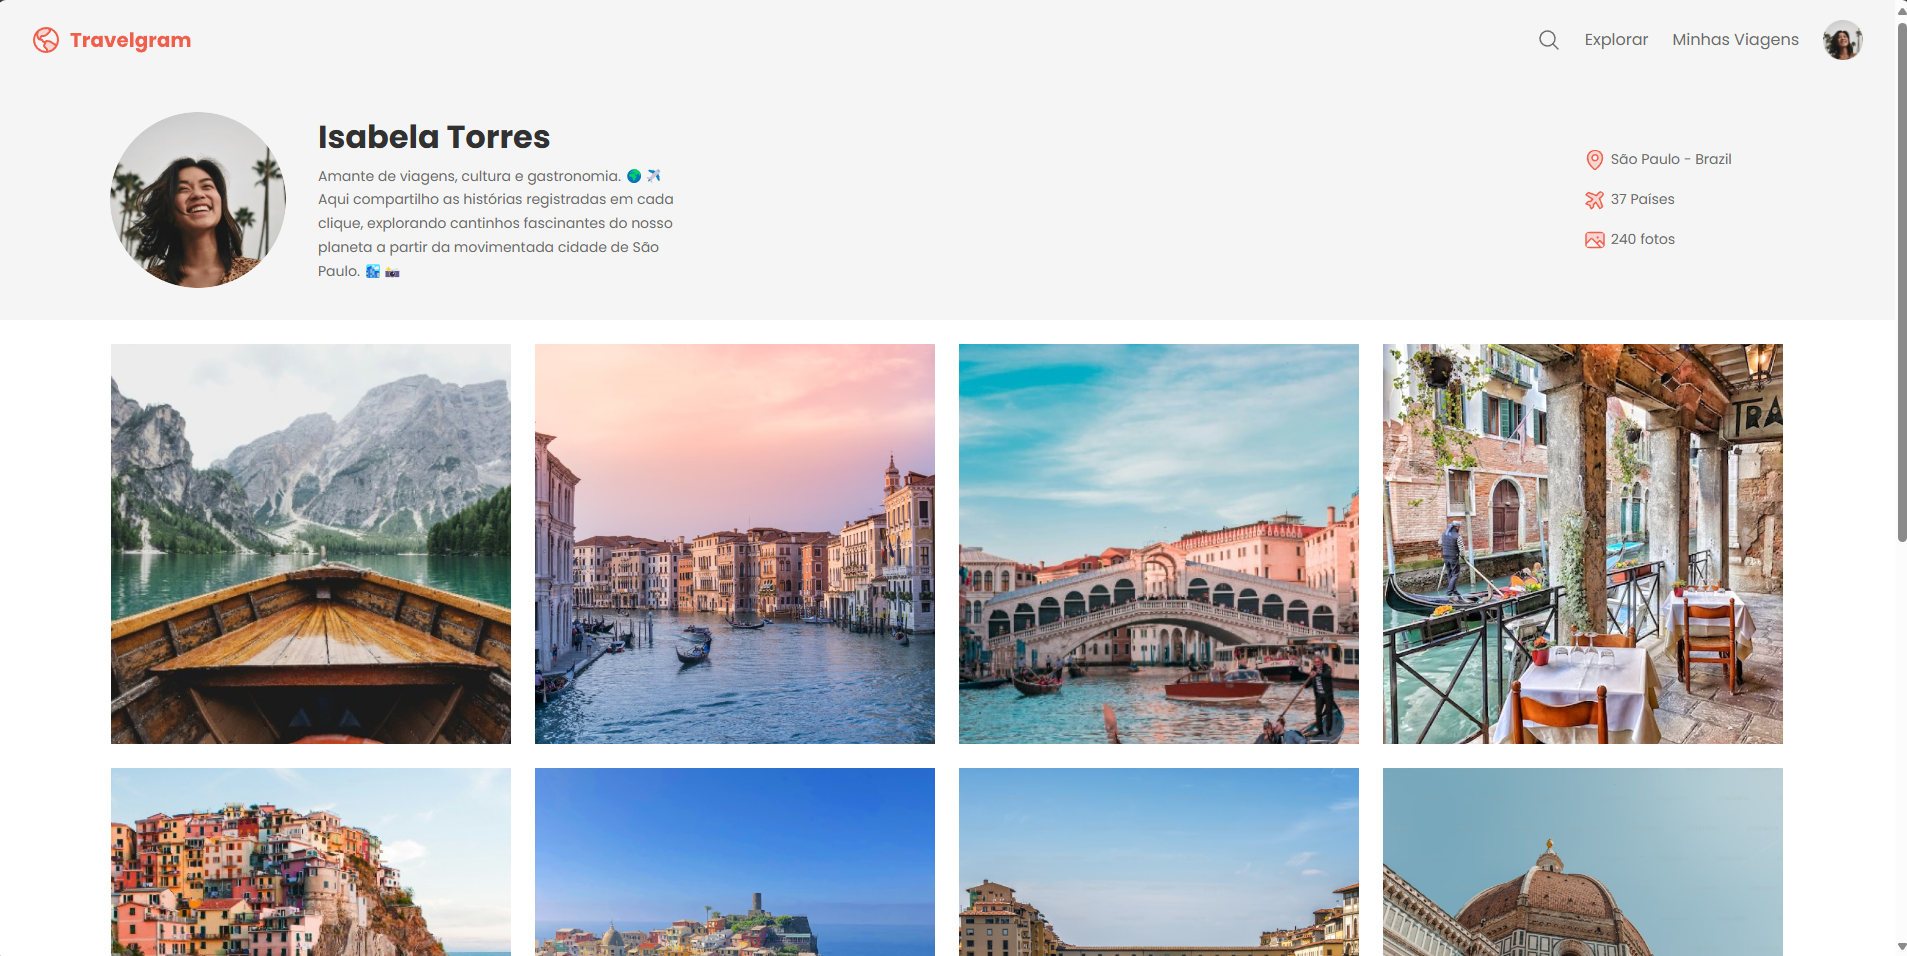 Travelgram
Explorar
Minhas Viagens
Isabela Torres
Amante de viagens, cultura e gastronomia. 🌍 ✈️
Aqui compartilho as histórias registradas em cada
clique, explorando cantinhos fascinantes do nosso
planeta a partir da movimentada cidade de São
Paulo. 🗺️ 📸
São Paulo - Brazil
37 Países
240 fotos
TRA